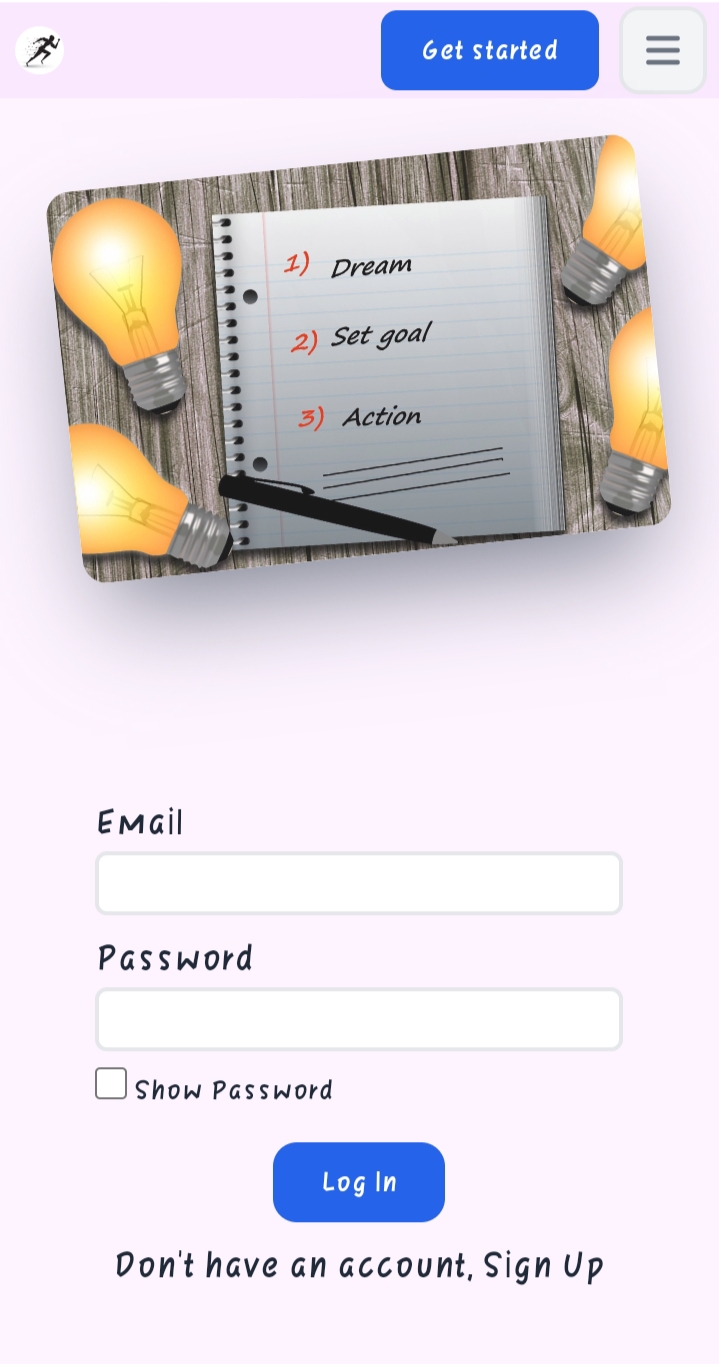 Get started
1) Dream
2) Set goal
3) Action
Email
Password
Show Password
Log In
Don't have an account, Sign Up